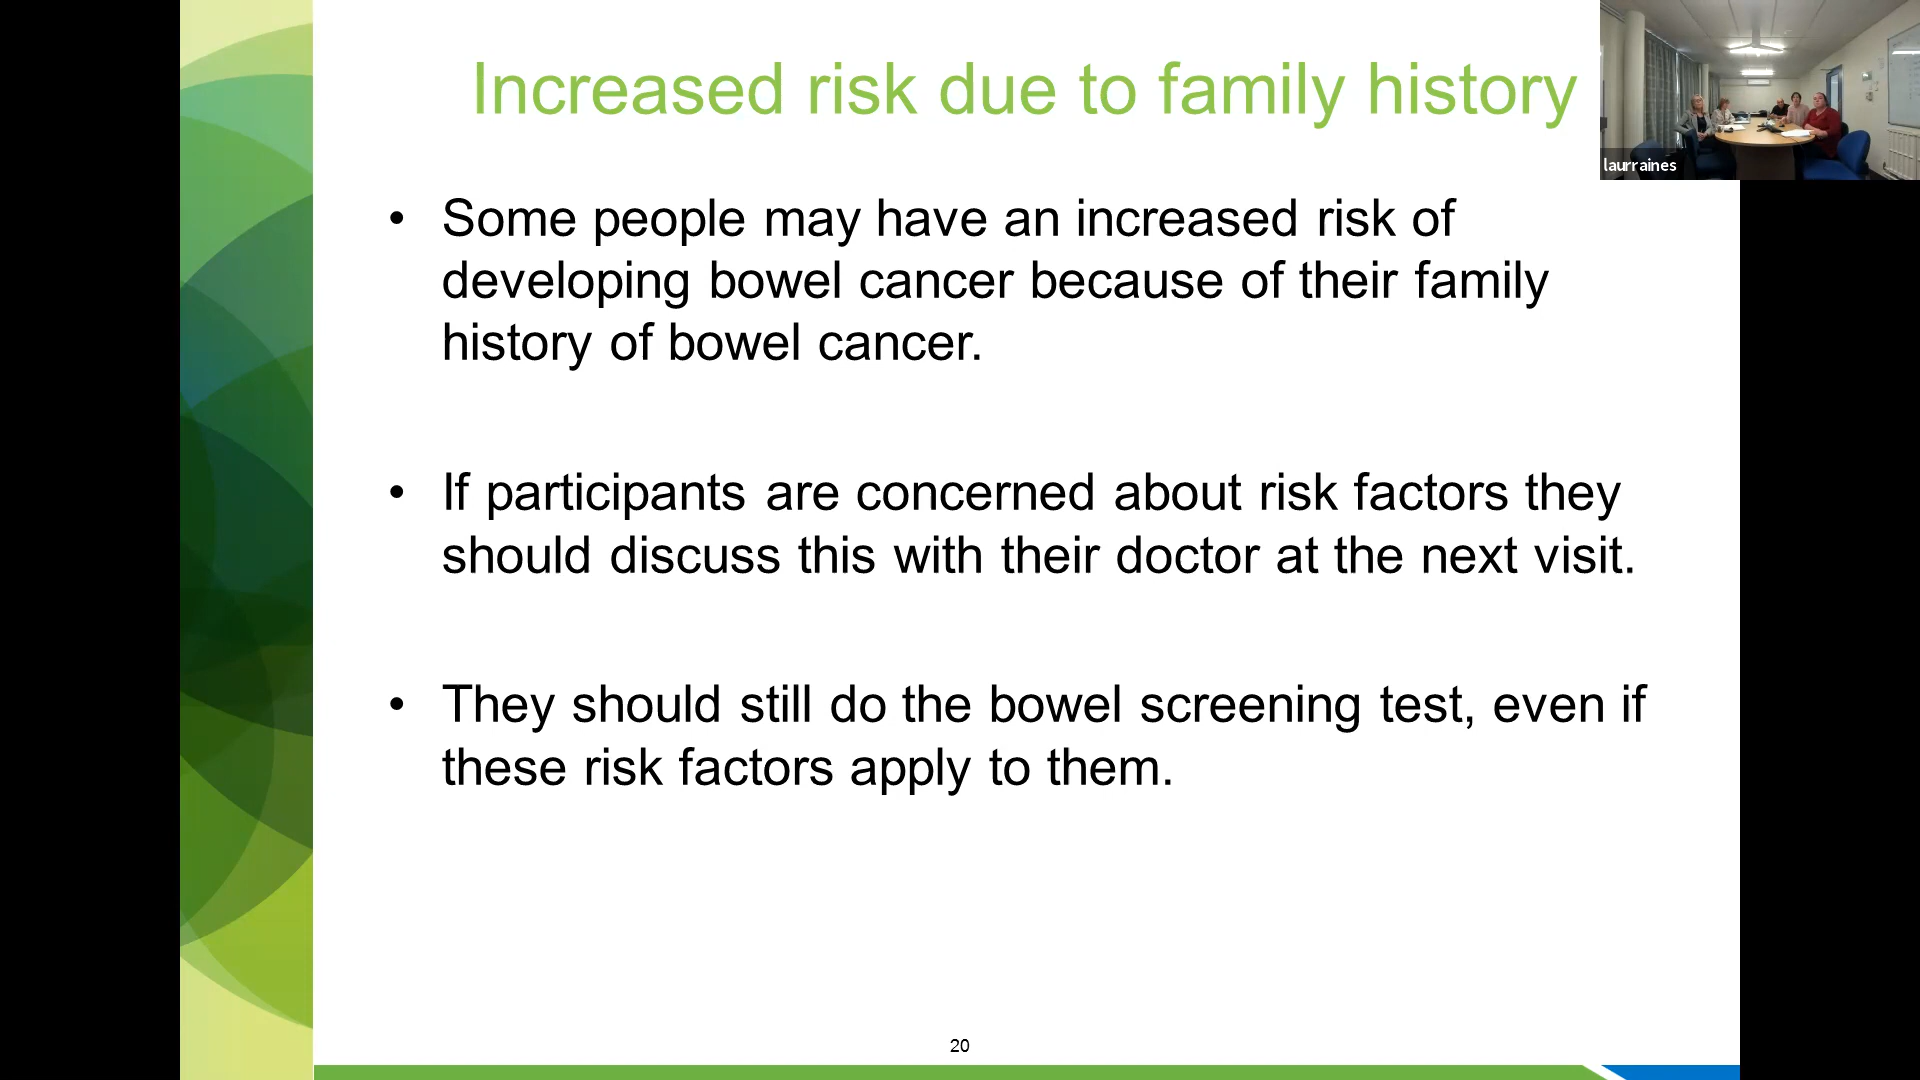 Increased risk due to family history
laurraines
• Some people may have an increased risk of
developing bowel cancer because of their family
history of bowel cancer.
• If participants are concerned about risk factors they
should discuss this with their doctor at the next visit.
• They should still do the bowel screening test, even if
these risk factors apply to them.
20